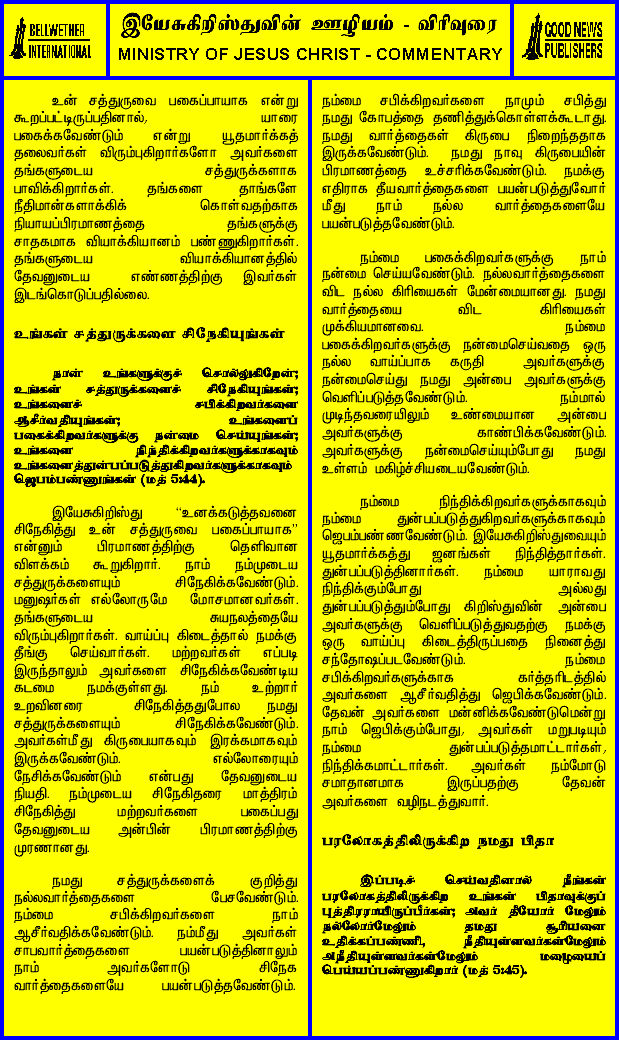 BELLWETHER
INTERNATIONAL
இயேசுகிறிஸ்துவின் ஊழியம் - விரிவுரை
MINISTRY OF JESUS CHRIST - COMMENTARY
GOOD NEWS
PUBLISHERS
உன் சத்துருவை பகைப்பாயாக என்று
கூறப்பட்டிருப்பதினால், யாரை
பகைக்கவேண்டும் என்று யூதமார்க்கத்
தலைவர்கள் விரும்புகிறார்களோ அவர்களை
தங்களுடைய சத்துருக்களாக
பாவிக்கிறார்கள். தங்களை தாங்களே
நீதிமான்களாக்கிக் கொள்வதற்காக
நியாயப்பிரமாணத்தை தங்களுக்கு
சாதகமாக வியாக்கியானம் பண்ணுகிறார்கள்.
தங்களுடைய வியாக்கியானத்தில்
தேவனுடைய எண்ணத்திற்கு இவர்கள்
இடங்கொடுப்பதில்லை.
உங்கள் சத்துருக்களை சிநேகியுங்கள்
நான் உங்களுக்குச் சொல்லுகிறேன்;
உங்கள் சத்துருக்களைச் சிநேகியுங்கள்;
உங்களைச் சபிக்கிறவர்களை
ஆசீர்வதியுங்கள்; உங்களைப்
பகைக்கிறவர்களுக்கு நன்மை செய்யுங்கள்;
உங்களை நிந்திக்கிறவர்களுக்காகவும்
உங்களைத்துன்பப்படுத்துகிறவர்களுக்காகவும்
ஜெபம்பண்ணுங்கள் (மத் 5:44).
இயேசுகிறிஸ்து “உனக்கடுத்தவனை
சிநேகித்து உன் சத்துருவை பகைப்பாயாக”
என்னும் பிரமாணத்திற்கு தெளிவான
விளக்கம் கூறுகிறார். நாம் நம்முடைய
சத்துருக்களையும் சிநேகிக்கவேண்டும்.
மனுஷர்கள் எல்லோருமே மோசமானவர்கள்.
தங்களுடைய சுயநலத்தையே
விரும்புகிறார்கள். வாய்ப்பு கிடைத்தால் நமக்கு
தீங்கு செய்வார்கள். மற்றவர்கள் எப்படி
இருந்தாலும் அவர்களை சிநேகிக்கவேண்டிய
கடமை நமக்குள்ளது. நம் உற்றார்
உறவினரை சிநேகித்ததுபோல நமது
சத்துருக்களையும் சிநேகிக்கவேண்டும்.
அவர்கள்மீது கிருபையாகவும் இரக்கமாகவும்
இருக்கவேண்டும். எல்லோரையும்
நேசிக்கவேண்டும் என்பது தேவனுடைய
நியதி. நம்முடைய சிநேகிதரை மாத்திரம்
சிநேகித்து மற்றவர்களை பகைப்பது
தேவனுடைய அன்பின் பிரமாணத்திற்கு
முரணானது.
நமது சத்துருக்களைக் குறித்து
நல்லவார்த்தைகளை பேசவேண்டும்.
நம்மை சபிக்கிறவர்களை நாம்
ஆசீர்வதிக்கவேண்டும். நம்மீது அவர்கள்
சாபவார்த்தைகளை பயன்படுத்தினாலும்
நாம் அவர்களோடு சிநேக
வார்த்தைகளையே பயன்படுத்தவேண்டும்.
நம்மை சபிக்கிறவர்களை நாமும் சபித்து
நமது கோபத்தை தணித்துக்கொள்ளக்கூடாது.
நமது வார்த்தைகள் கிருபை நிறைந்ததாக
இருக்கவேண்டும். நமது நாவு கிருபையின்
பிரமாணத்தை உச்சரிக்கவேண்டும். நமக்கு
எதிராக தீயவார்த்தைகளை பயன்படுத்துவோர்
மீது நாம் நல்ல வார்த்தைகளையே
பயன்படுத்தவேண்டும்.
நம்மை பகைக்கிறவர்களுக்கு நாம்
நன்மை செய்யவேண்டும். நல்லவார்த்தைகளை
விட நல்ல கிரியைகள் மேன்மையானது. நமது
வார்த்தையை விட கிரியைகள்
முக்கியமானவை. நம்மை
பகைக்கிறவர்களுக்கு நன்மைசெய்வதை ஒரு
நல்ல வாய்ப்பாக கருதி அவர்களுக்கு
நன்மைசெய்து நமது அன்பை அவர்களுக்கு
வெளிப்படுத்தவேண்டும். நம்மால்
முடிந்தவரையிலும் உண்மையான அன்பை
அவர்களுக்கு காண்பிக்கவேண்டும்.
அவர்களுக்கு நன்மைசெய்யும்போது நமது
உள்ளம் மகிழ்ச்சியடையவேண்டும்.
நம்மை நிந்திக்கிறவர்களுக்காகவும்
நம்மை துன்பப்படுத்துகிறவர்களுக்காகவும்
ஜெபம்பண்ணவேண்டும். இயேசுகிறிஸ்துவையும்
யூதமார்க்கத்து ஜனங்கள் நிந்தித்தார்கள்.
துன்பப்படுத்தினார்கள். நம்மை யாராவது
நிந்திக்கும்போது அல்லது
துன்பப்படுத்தும்போது கிறிஸ்துவின் அன்பை
அவர்களுக்கு வெளிப்படுத்துவதற்கு நமக்கு
ஒரு வாய்ப்பு கிடைத்திருப்பதை நினைத்து
சந்தோஷப்படவேண்டும். நம்மை
சபிக்கிறவர்களுக்காக கர்த்தரிடத்தில்
அவர்களை ஆசீர்வதித்து ஜெபிக்கவேண்டும்.
தேவன் அவர்களை மன்னிக்கவேண்டுமென்று
நாம் ஜெபிக்கும்போது, அவர்கள் மறுபடியும்
நம்மை துன்பப்படுத்தமாட்டார்கள்,
நிந்திக்கமாட்டார்கள். அவர்கள் நம்மோடு
சமாதானமாக இருப்பதற்கு தேவன்
அவர்களை வழிநடத்துவார்.
பரலோகத்திலிருக்கிற நமது பிதா
இப்படிச் செய்வதினால் நீங்கள்
பரலோகத்திலிருக்கிற உங்கள் பிதாவுக்குப்
புத்திரராயிருப்பீர்கள்; அவர் தீயோர் மேலும்
நல்லோர்மேலும் தமது சூரியனை
உதிக்கப்பண்ணி, நீதியுள்ளவர்கள்மேலும்
அநீதியுள்ளவர்கள்மேலும் மழையைப்
பெய்யப்பண்ணுகிறார் (மத் 5:45).